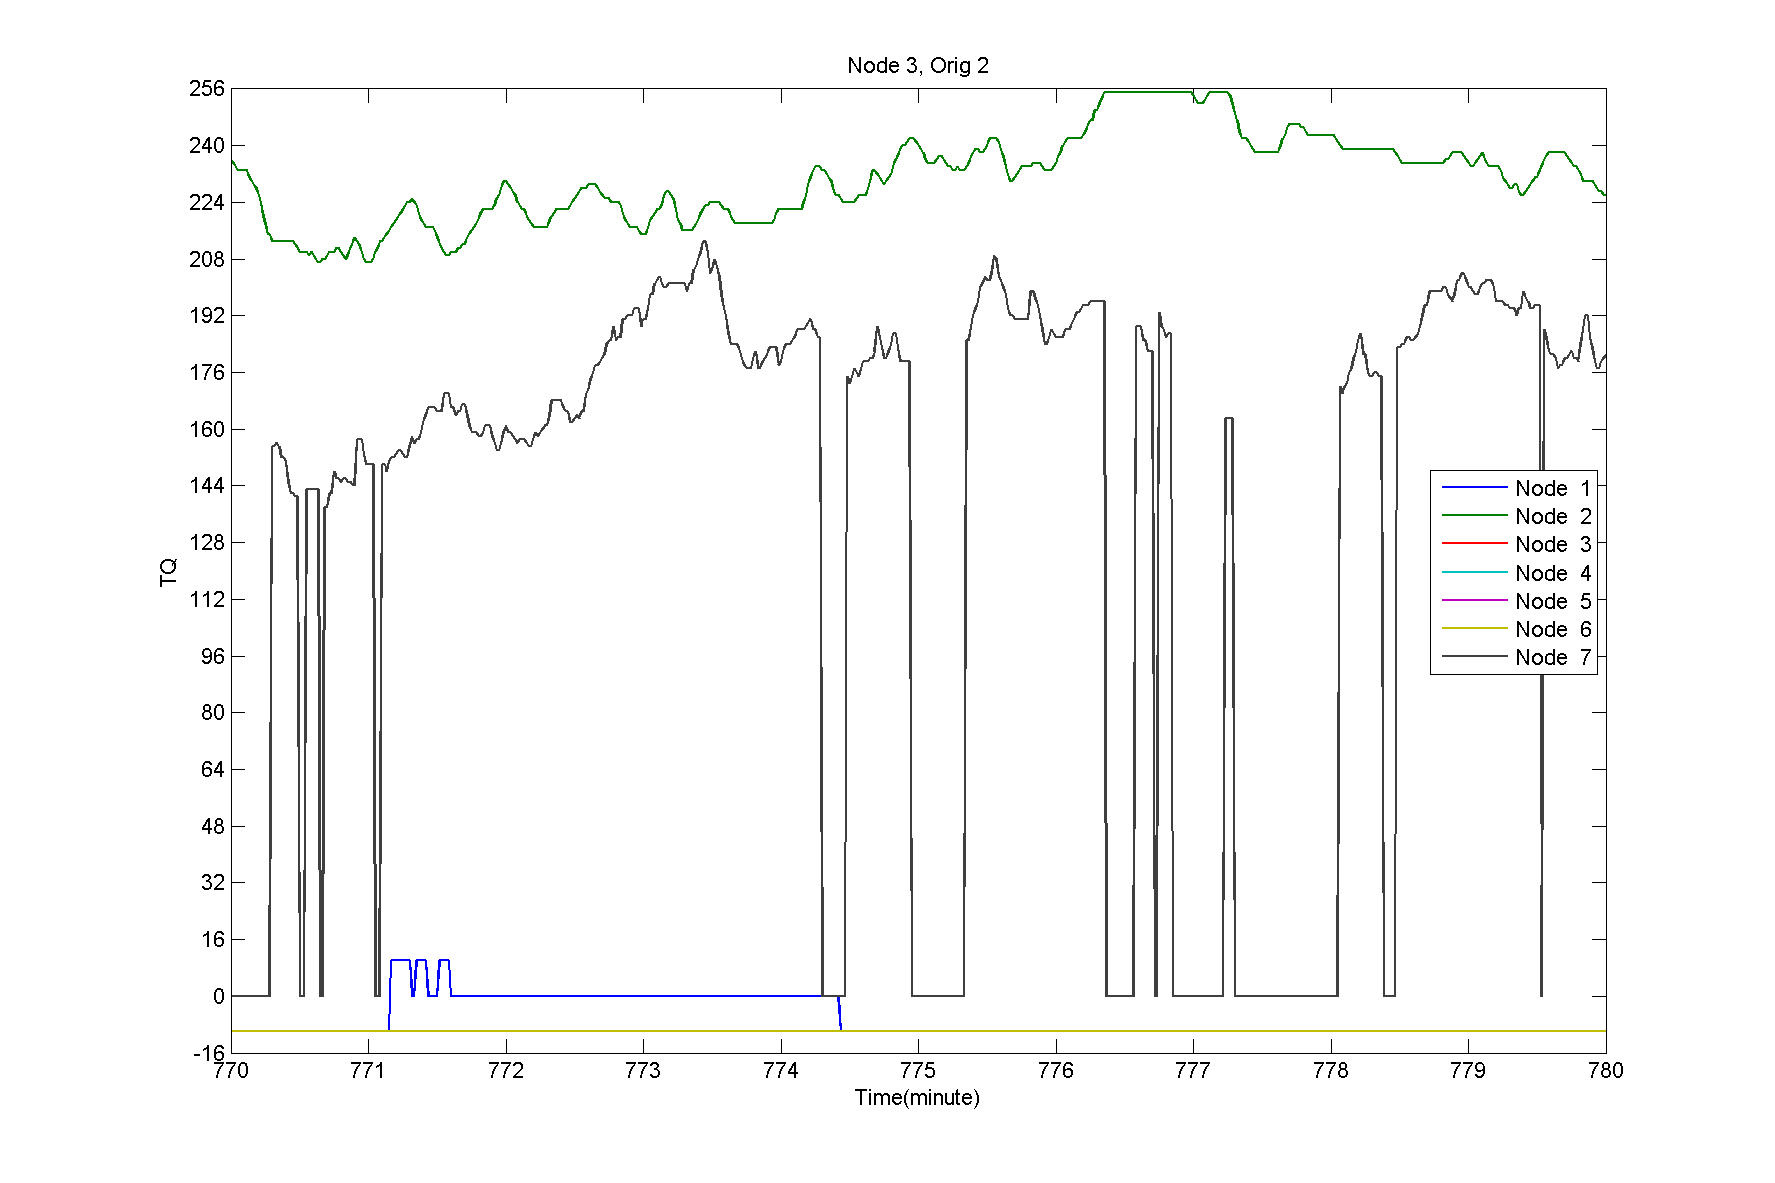 Node 3, Orig 2
256
240
224
208
192
176
160
144
128
112
96
80
64
48
32
16
0
-16
TQ
Node 1
Node 2
Node 3
Node 4
Node 5
Node 6
Node 7
770 771 772 773 774 775 776 777 778 779 780
Time(minute)